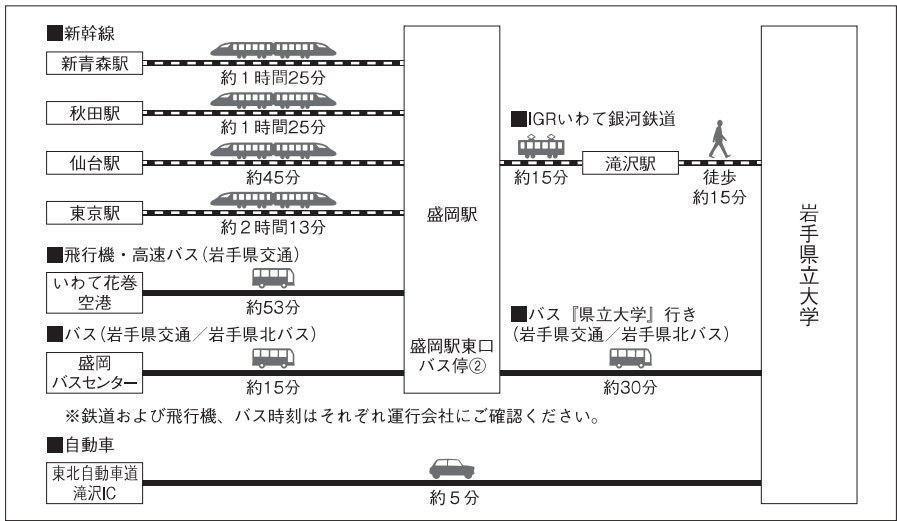 ■新幹線
新青森駅
約１時間25分
秋田駅
約１時間25分
仙台駅
約45分
東京駅
約２時間13分
■飛行機・高速バス(岩手県交通)
いわて花巻
空港
約53分
■バス(岩手県交通／岩手県北バス)
盛岡
バスセンター
約15分
盛岡駅
盛岡駅東口
バス停②
■IGRいわて銀河鉄道
約15分
滝沢駅
徒歩
約15分
■バス『県立大学』行き
(岩手県交通／岩手県北バス)
約30分
岩手県立大学
※鉄道および飛行機、バス時刻はそれぞれ運行会社にご確認ください。
■自動車
東北自動車道
滝沢IC
約５分